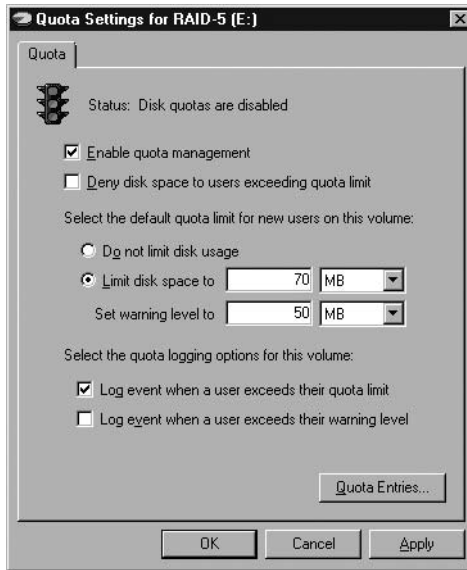 Quota Settings for RAID-5 (E:)
Quota
Status: Disk quotas are disabled
Enable quota management
Deny disk space to users exceeding quota limit
Select the default quota limit for new users on this volume:
Do not limit disk usage
Limit disk space to 70 MB
Set warning level to 50 MB
Select the quota logging options for this volume:
Log event when a user exceeds their quota limit
Log event when a user exceeds their warning level
Quota Entries...
OK Cancel Apply